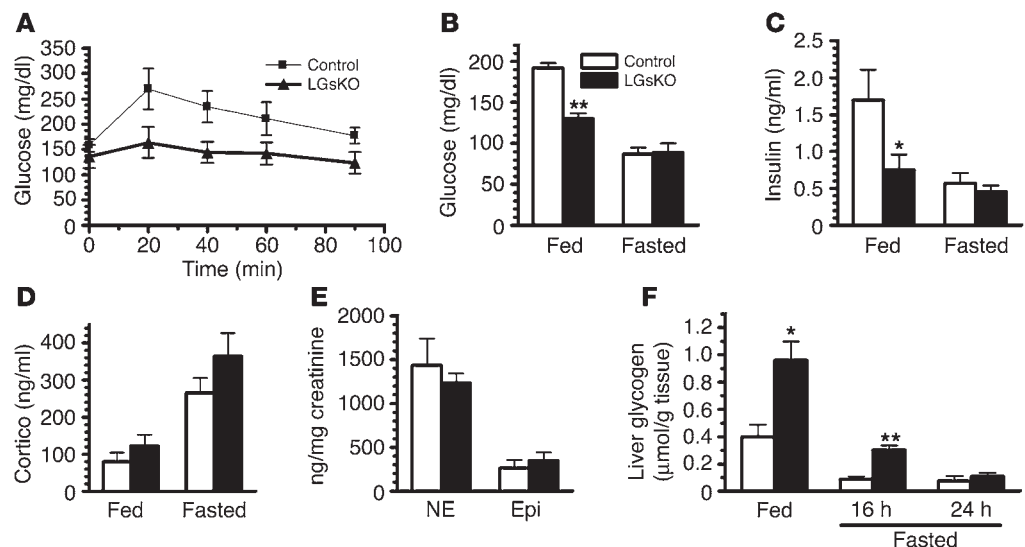 A
350
300
250
200
150
100
50
0
Glucose (mg/dl)
Control
LGsKO
0 20 40 60 80 100
Time (min)
B
200
150
100
50
0
Glucose (mg/dl)
Control
LGsKO
**
Fed Fasted
C
2.5
2.0
1.5
1.0
0.5
0
Insulin (ng/ml)
*
Fed Fasted
D
400
300
200
100
0
Cortico (ng/ml)
Fed Fasted
E
2000
1500
1000
500
0
ng/mg creatinine
NE Epi
F
1.2
1.0
0.8
0.6
0.4
0.2
0
Liver glycogen
(μmol/g tissue)
*
**
Fed 16 h 24 h
Fasted